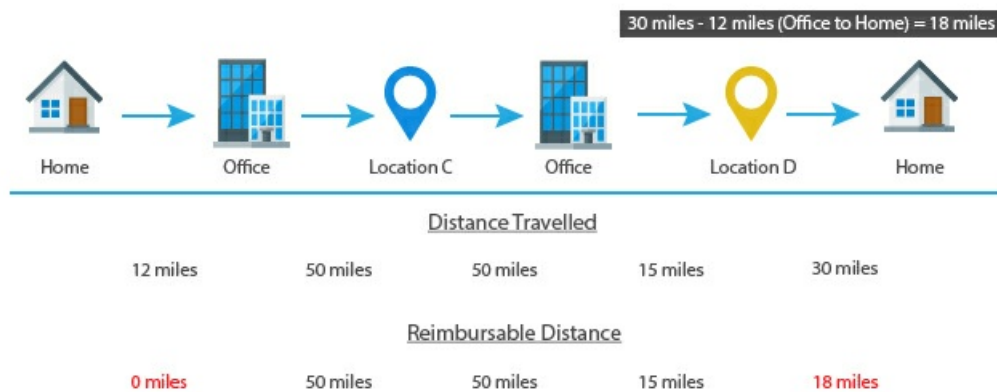 30 miles - 12 miles (Office to Home) = 18 miles
Home Office Location C Office Location D Home
Distance Travelled
12 miles 50 miles 50 miles 15 miles 30 miles
Reimbursable Distance
0 miles 50 miles 50 miles 15 miles 18 miles